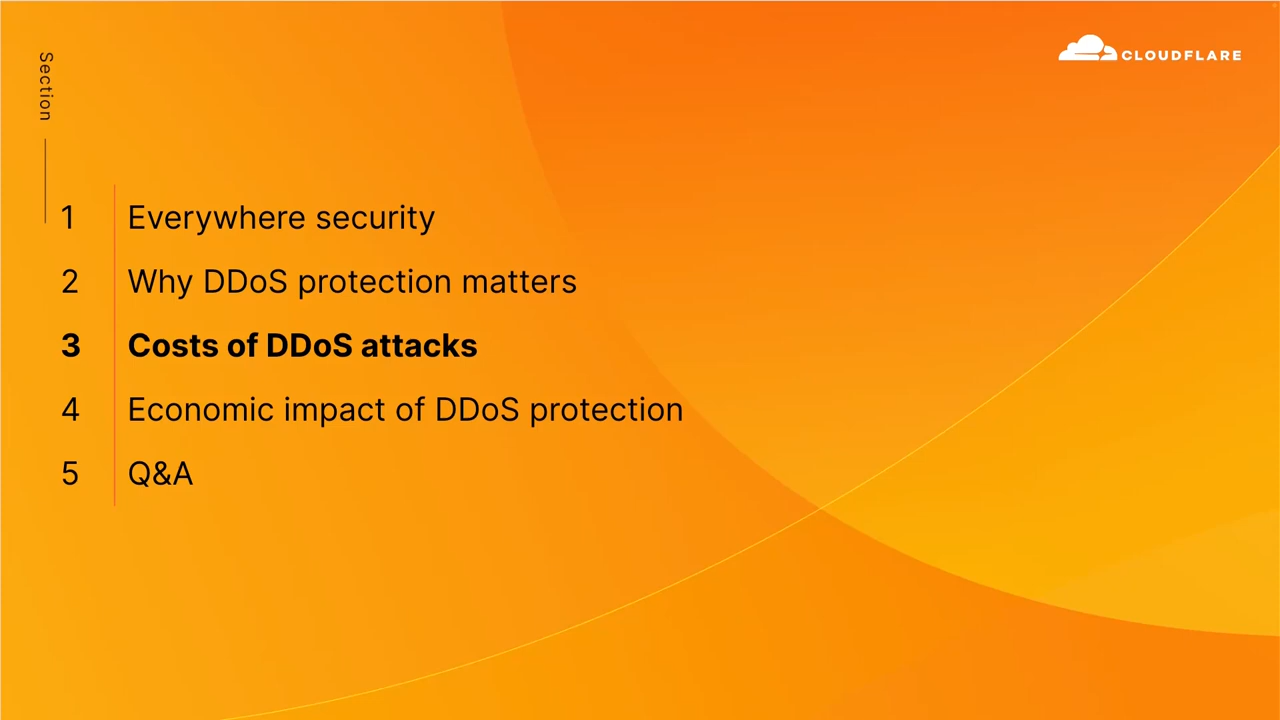 Section
CLOUDFLARE
1 Everywhere security
2 Why DDoS protection matters
3 Costs of DDoS attacks
4 Economic impact of DDoS protection
5 Q&A